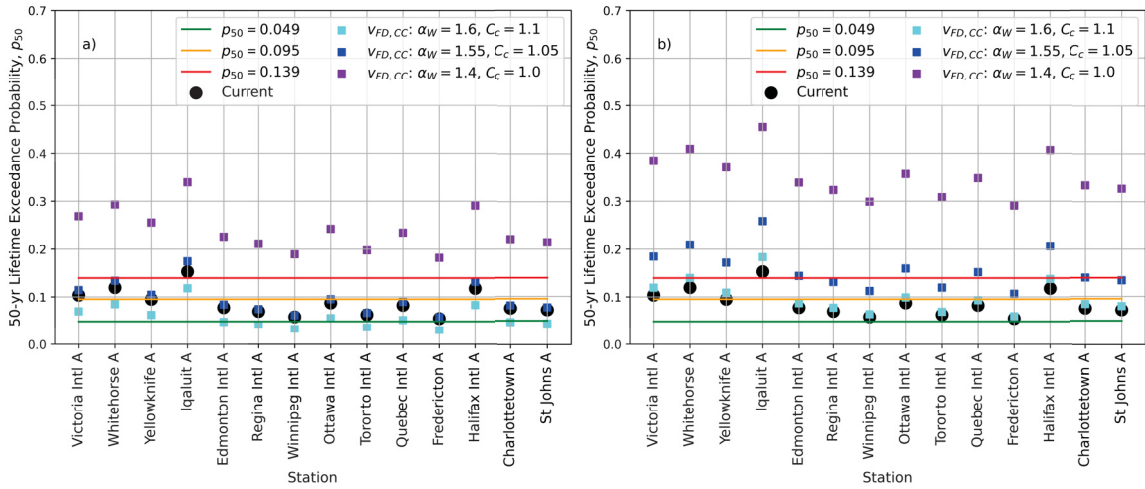 a)
p50 = 0.049
p50 = 0.095
p50 = 0.139
Current
vFD,CC: αW = 1.6, Cc = 1.1
vFD,CC: αW = 1.55, Cc = 1.05
vFD,CC: αW = 1.4, Cc = 1.0
50-yr Lifetime Exceedance Probability, p50
0.7
0.6
0.5
0.4
0.3
0.2
0.1
0.0
Victoria Intl A
Whitehorse A
Yellowknife A
Iqaluit A
Edmonton Intl A
Regina Intl A
Winnipeg Intl A
Ottawa Intl A
Toronto Intl A
Quebec Intl A
Fredericton A
Halifax Intl A
Charlottetown A
St Johns A
Station
b)
p50 = 0.049
p50 = 0.095
p50 = 0.139
Current
vFD,CC: αW = 1.6, Cc = 1.1
vFD,CC: αW = 1.55, Cc = 1.05
vFD,CC: αW = 1.4, Cc = 1.0
50-yr Lifetime Exceedance Probability, p50
0.7
0.6
0.5
0.4
0.3
0.2
0.1
0.0
Victoria Intl A
Whitehorse A
Yellowknife A
Iqaluit A
Edmonton Intl A
Regina Intl A
Winnipeg Intl A
Ottawa Intl A
Toronto Intl A
Quebec Intl A
Fredericton A
Halifax Intl A
Charlottetown A
St Johns A
Station